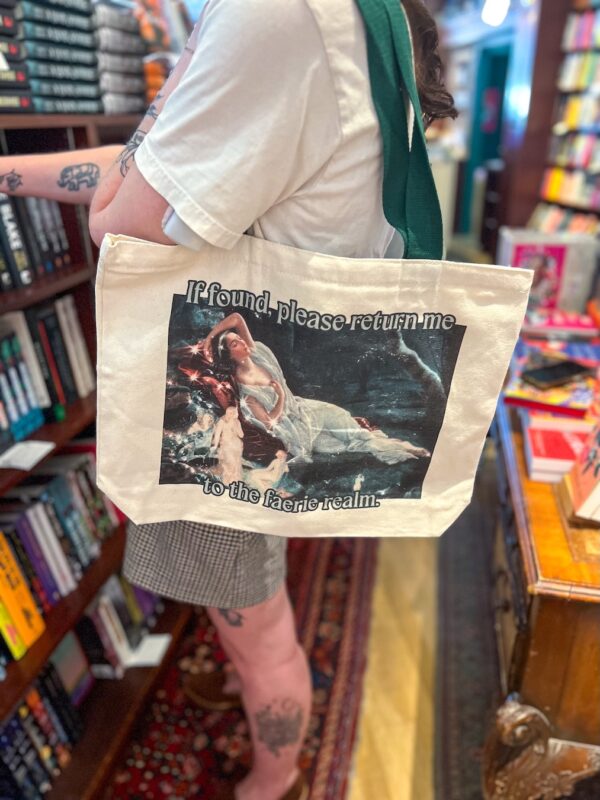 If found, please return me
to the faerie realm.